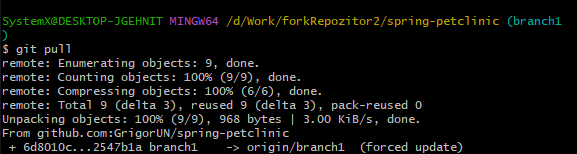 SystemX@DESKTOP-JGEHNIT MINGW64 /d/Work/forkRepozitor2/spring-petclinic (branch1
)
$ git pull
remote: Enumerating objects: 9, done.
remote: Counting objects: 100% (9/9), done.
remote: Compressing objects: 100% (6/6), done.
remote: Total 9 (delta 3), reused 9 (delta 3), pack-reused 0
Unpacking objects: 100% (9/9), 968 bytes | 3.00 KiB/s, done.
From github.com:GrigorUN/spring-petclinic
 + 6d8010c...2547b1a branch1    -> origin/branch1  (forced update)